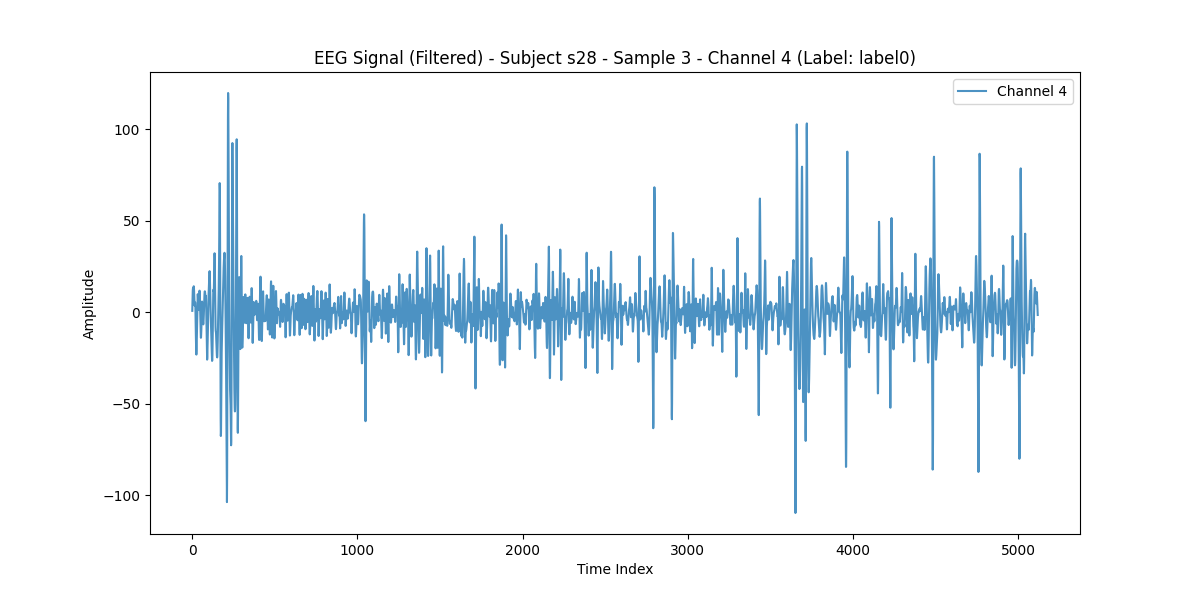 EEG Signal (Filtered) - Subject s28 - Sample 3 - Channel 4 (Label: label0)
Channel 4
100
50
0
−50
−100
Amplitude
0 1000 2000 3000 4000 5000
Time Index